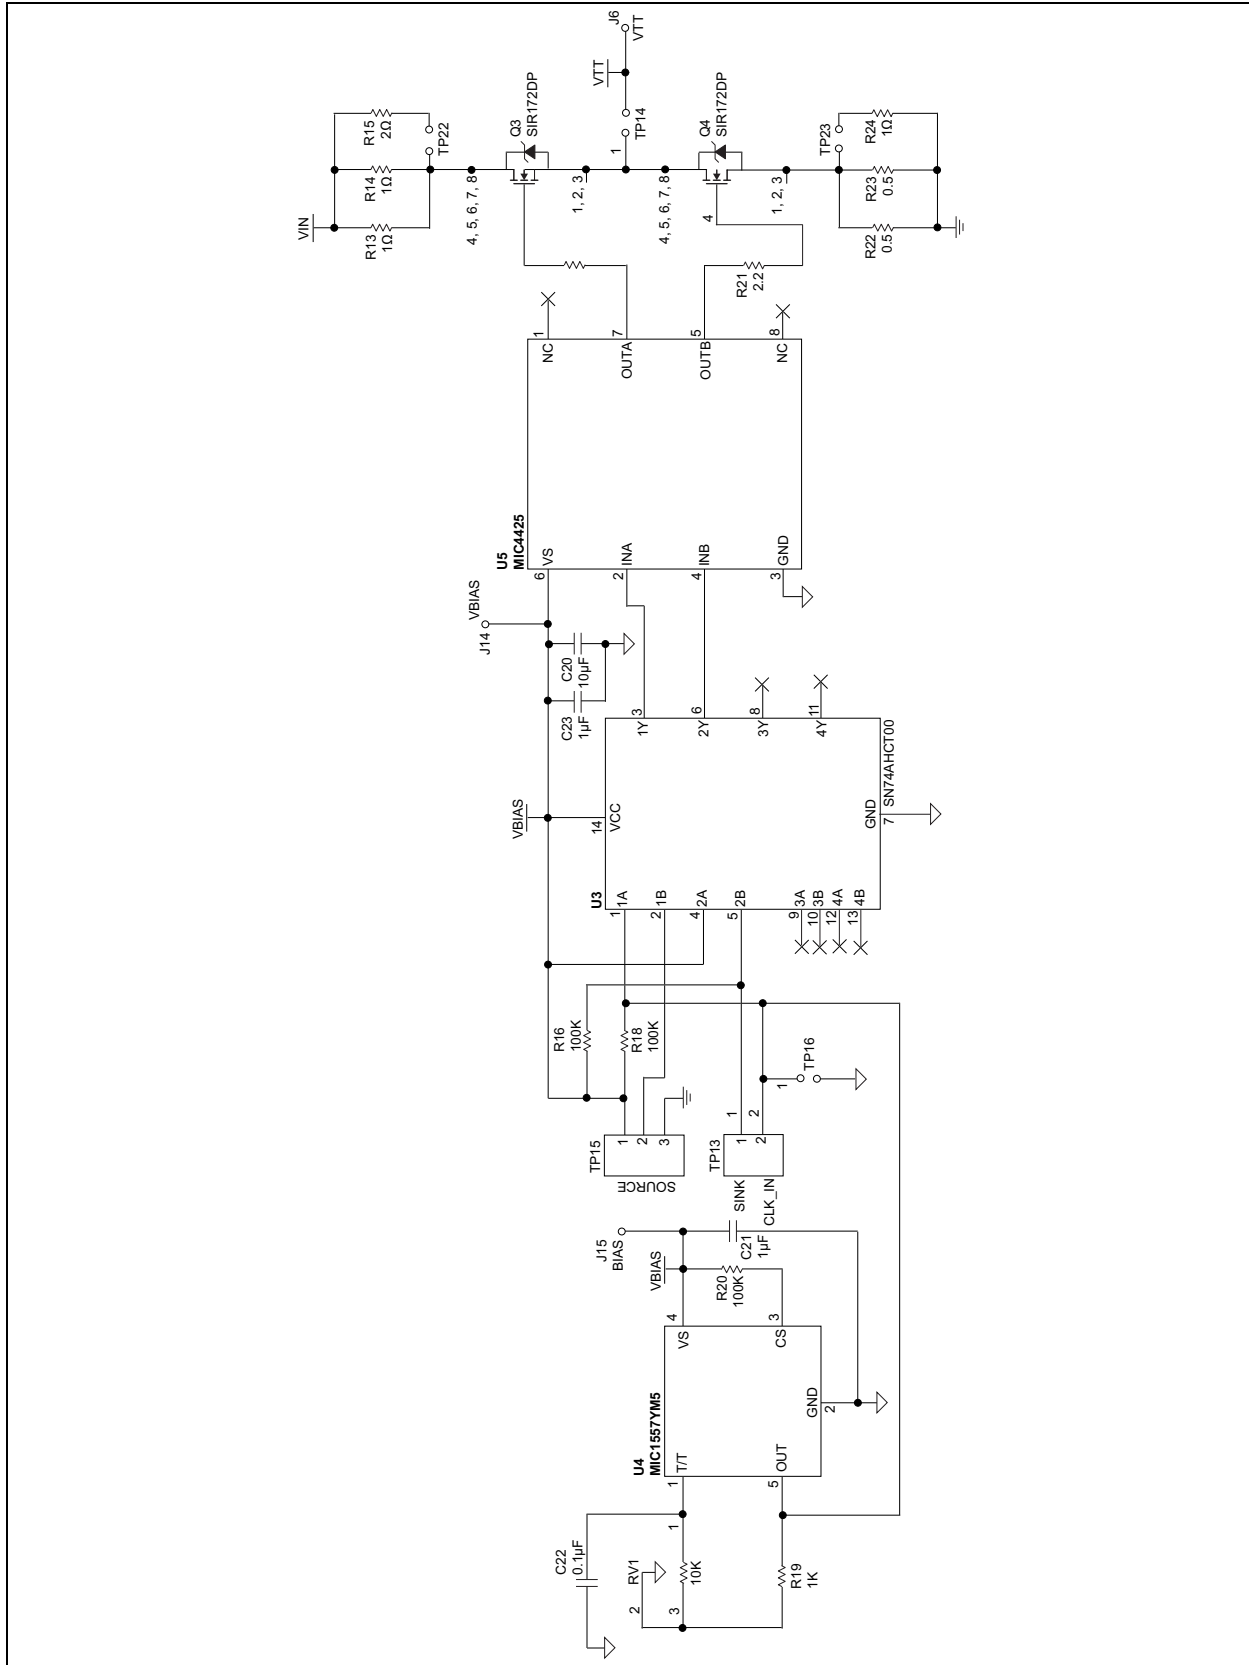 J6
VTT
VTT
TP14
1
R15
2Ω
TP22
R14
1Ω
VIN
R13
1Ω
Q3
SIR172DP
4, 5, 6, 7, 8
1, 2, 3
Q4
SIR172DP
4, 5, 6, 7, 8
4
1, 2, 3
TP23
R24
1Ω
R23
0.5
R22
0.5
R21
2.2
U5
MIC4425
1
NC
7
OUTA
5
OUTB
8
NC
VS
6
INA
2
INB
4
GND
3
J14
VBIAS
C20
10µF
C23
1µF
VBIAS
U3
SN74AHCT00
14
VCC
1Y
3
2Y
6
3Y
8
4Y
11
GND
7
1
1A
2
1B
4
2A
5
2B
9
3A
10
3B
12
4A
13
4B
R16
100K
R18
100K
TP16
1
TP15
1
2
3
SOURCE
TP13
1
2
1
2
SINK
CLK_IN
J15
BIAS
VBIAS
C21
1µF
R20
100K
U4
MIC1557YM5
4
VS
3
CS
GND
2
T/T
1
OUT
5
C22
0.1µF
1
RV1
10K
2
3
R19
1K